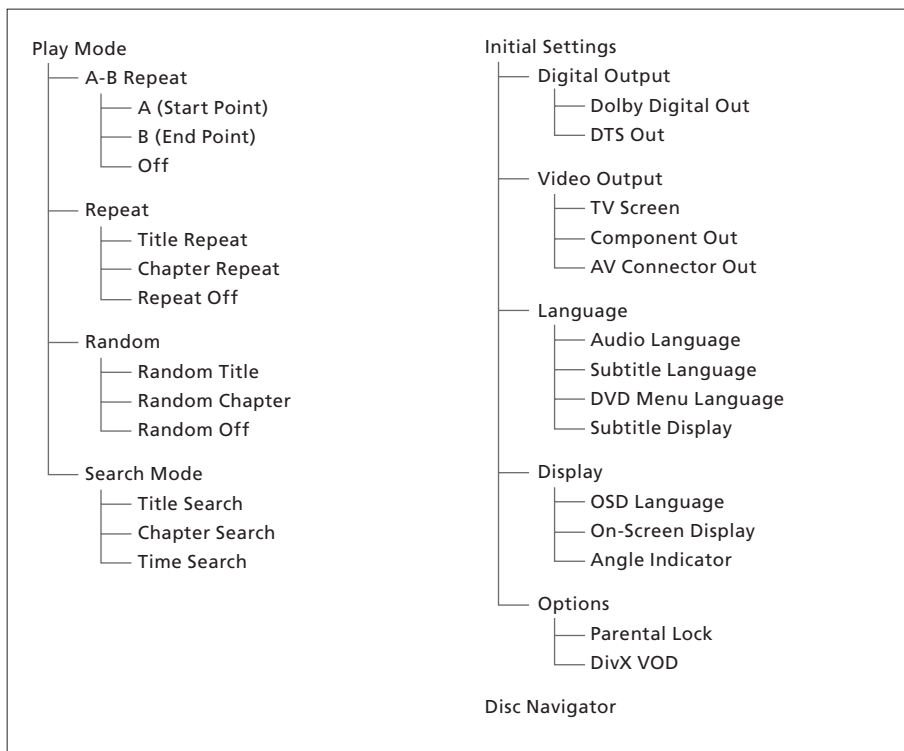 Play Mode
A-B Repeat
A (Start Point)
B (End Point)
Off
Repeat
Title Repeat
Chapter Repeat
Repeat Off
Random
Random Title
Random Chapter
Random Off
Search Mode
Title Search
Chapter Search
Time Search
Initial Settings
Digital Output
Dolby Digital Out
DTS Out
Video Output
TV Screen
Component Out
AV Connector Out
Language
Audio Language
Subtitle Language
DVD Menu Language
Subtitle Display
Display
OSD Language
On-Screen Display
Angle Indicator
Options
Parental Lock
DivX VOD
Disc Navigator